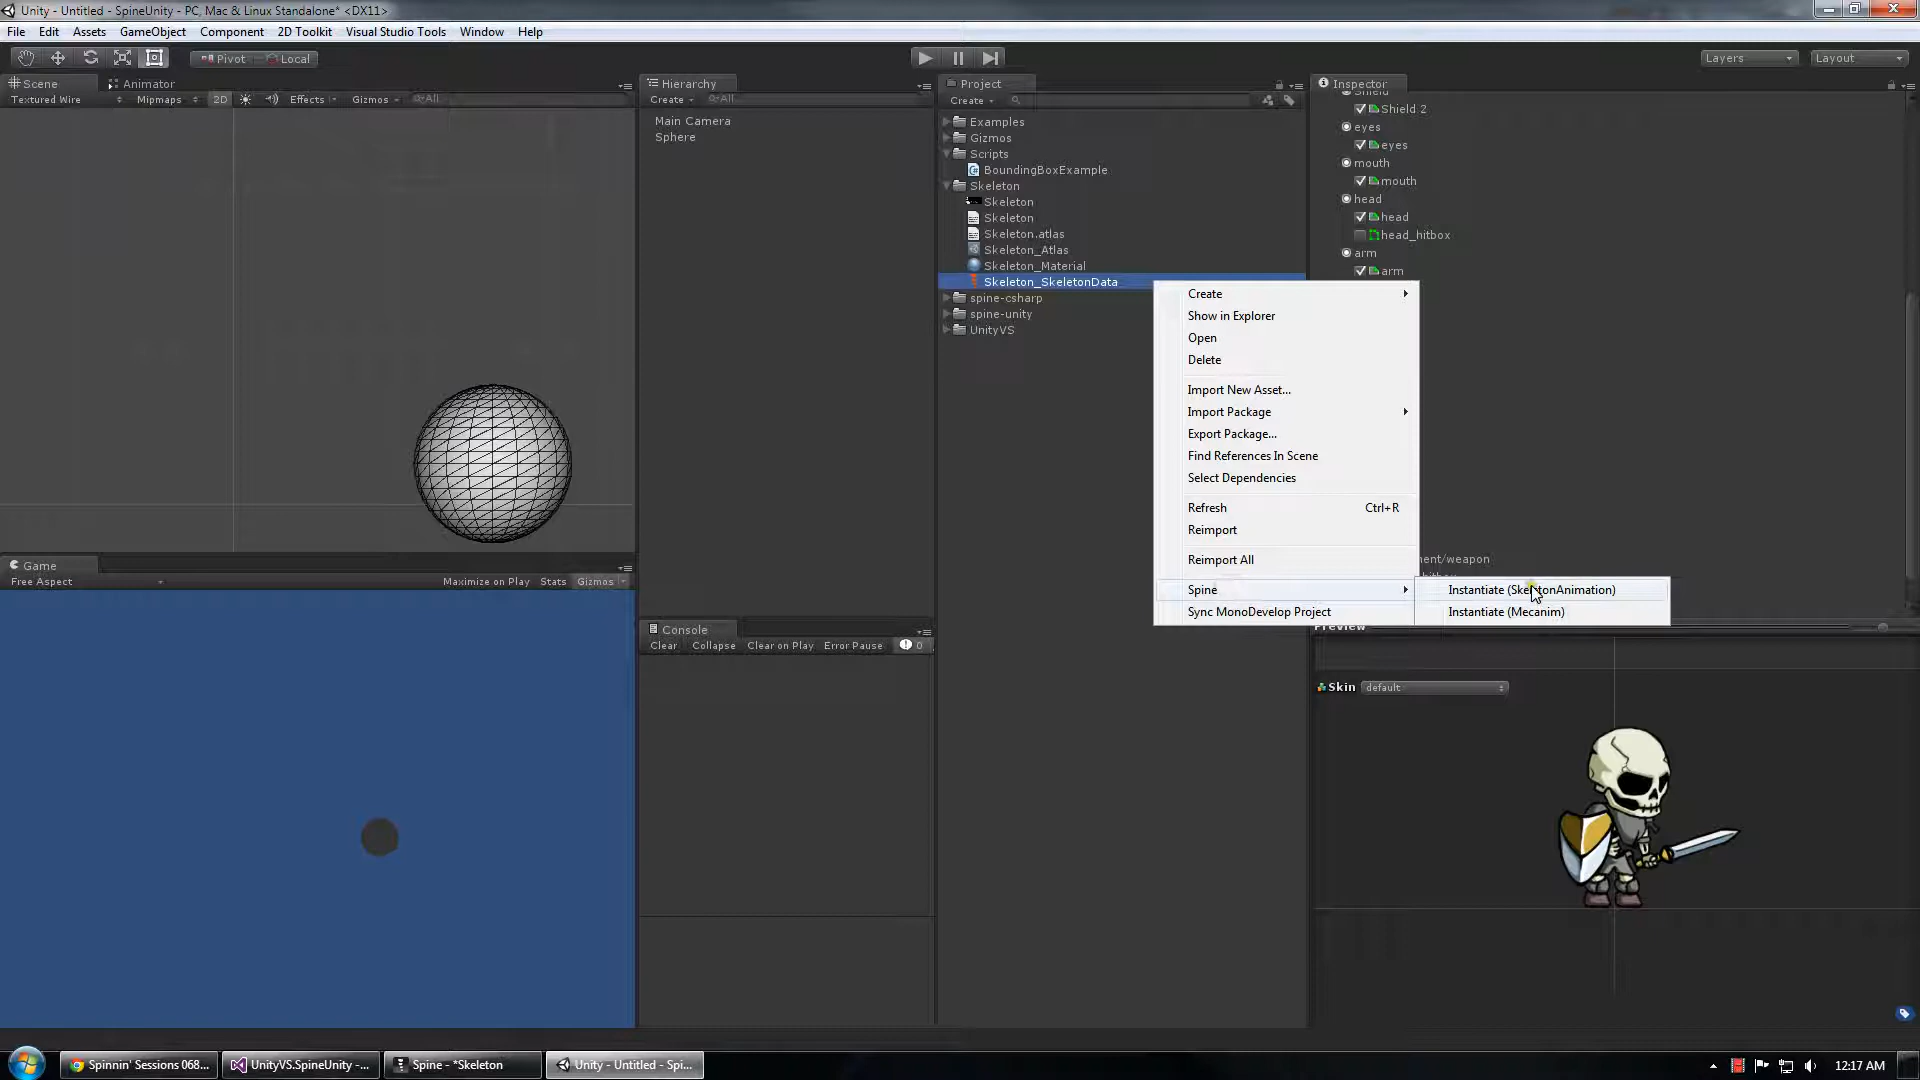 Unity - Untitled - SpineUnity - PC, Mac & Linux Standalone* <DX11>
File Edit Assets GameObject Component 2D Toolkit Visual Studio Tools Window Help
Pivot Local
Layers Layout
Scene Animator
Textured Wire Mipmaps 2D Effects Gizmos All
Hierarchy
Create All
Main Camera
Sphere
Project
Create
Examples
Gizmos
Scripts
BoundingBoxExample
Skeleton
Skeleton
Skeleton
Skeleton.atlas
Skeleton_Atlas
Skeleton_Material
Skeleton_SkeletonData
spine-csharp
spine-unity
UnityVS
Inspector
Shield
Shield 2
eyes
eyes
mouth
mouth
head
head
head_hitbox
arm
arm
Create
Show in Explorer
Open
Delete
Import New Asset...
Import Package
Export Package...
Find References In Scene
Select Dependencies
Refresh Ctrl+R
Reimport
Reimport All
Spine
Sync MonoDevelop Project
Instantiate (SkeletonAnimation)
Instantiate (Mecanim)
ment/weapon
Preview
Skin default
Game
Free Aspect Maximize on Play Stats Gizmos
Console
Clear Collapse Clear on Play Error Pause 0
Spinnin' Sessions 068...
UnityVS.SpineUnity -...
Spine - *Skeleton
Unity - Untitled - Spi...
12:17 AM